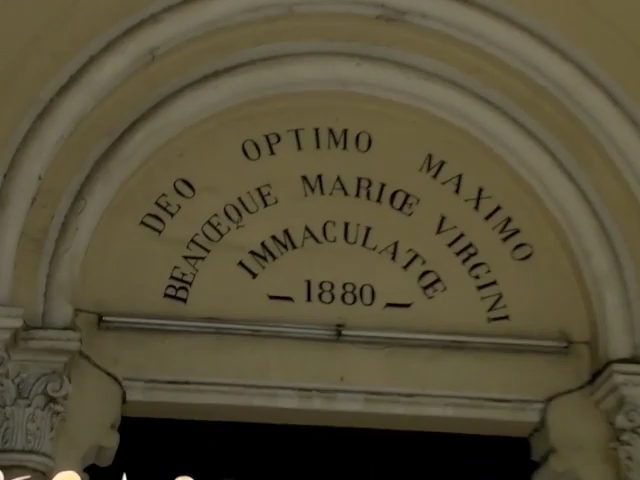 DEO OPTIMO MAXIMO
BEATŒQUE MARIŒ VIRGINI
IMMACULATŒ
— 1880 —